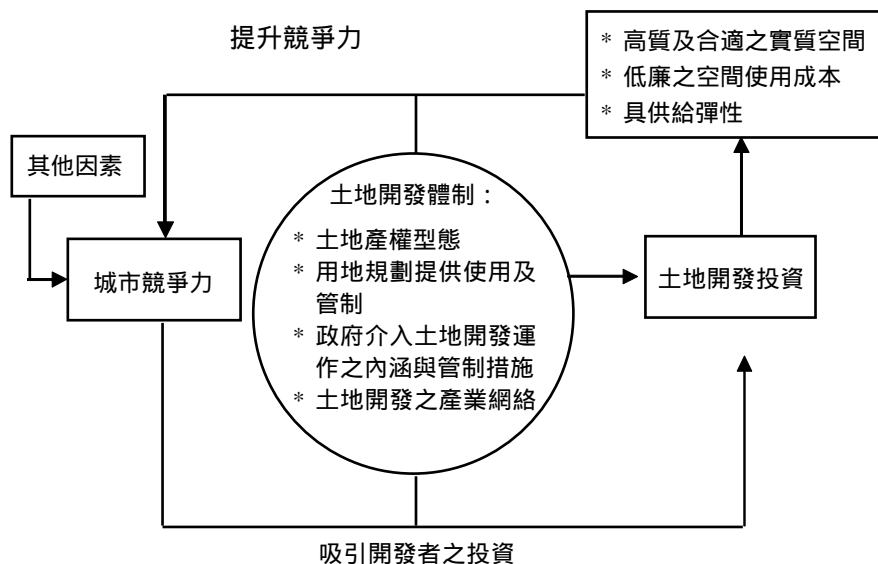 提升競爭力
* 高質及合適之實質空間
* 低廉之空間使用成本
* 具供給彈性
其他因素
城市競爭力
土地開發體制：
* 土地產權型態
* 用地規劃提供使用及
管制
* 政府介入土地開發運
作之內涵與管制措施
* 土地開發之產業網絡
土地開發投資
吸引開發者之投資